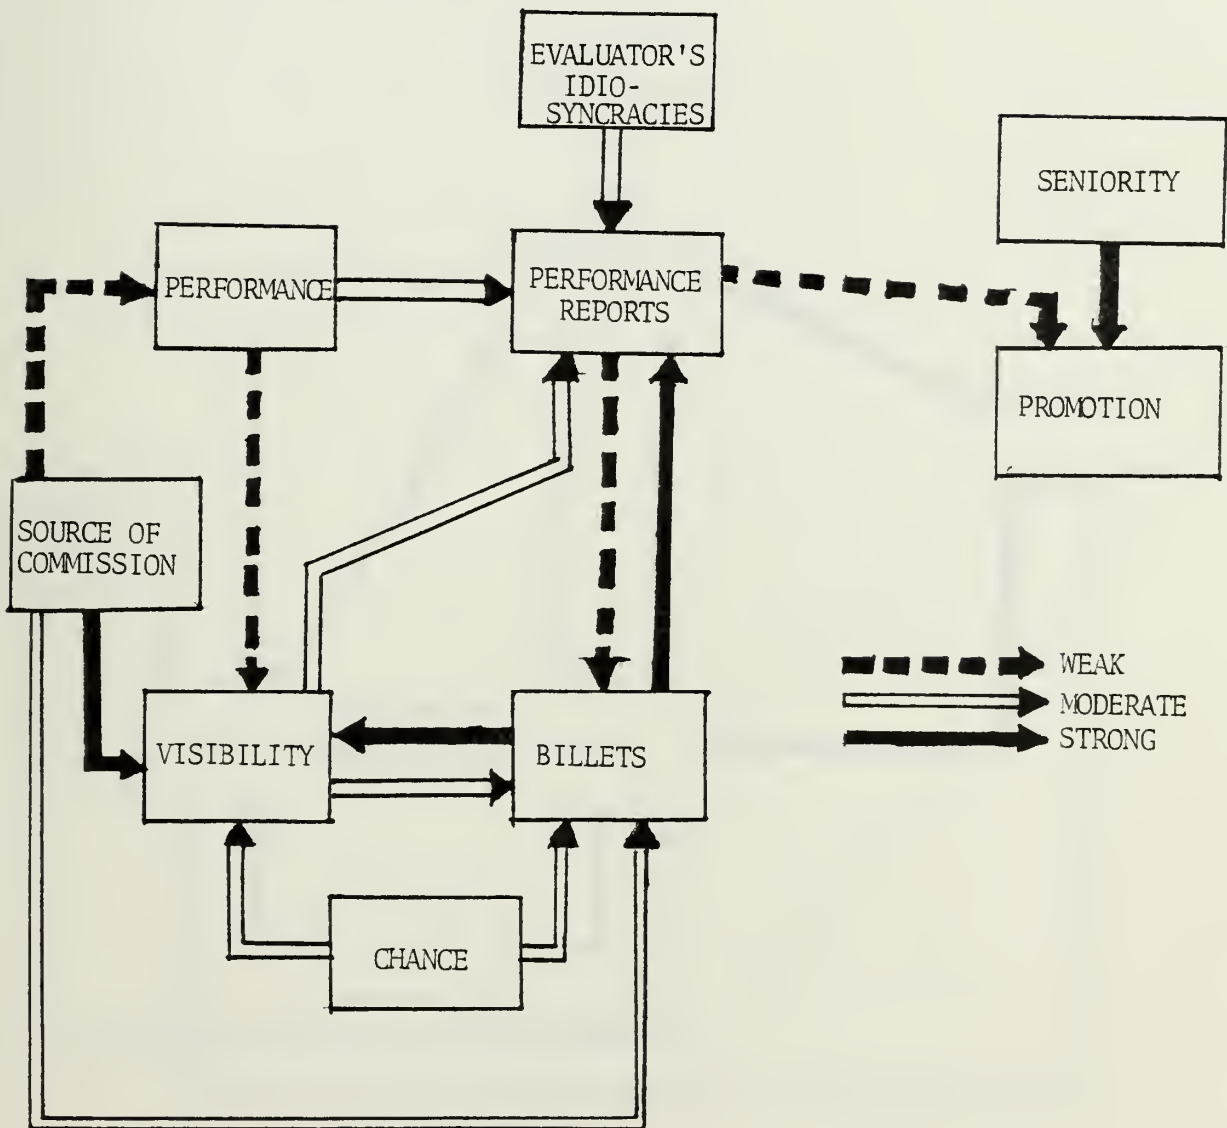 EVALUATOR'S
IDIO-
SYNCRACIES
SENIORITY
PERFORMANCE
PERFORMANCE
REPORTS
PROMOTION
SOURCE OF
COMMISSION
WEAK
MODERATE
STRONG
VISIBILITY
BILLETS
CHANCE